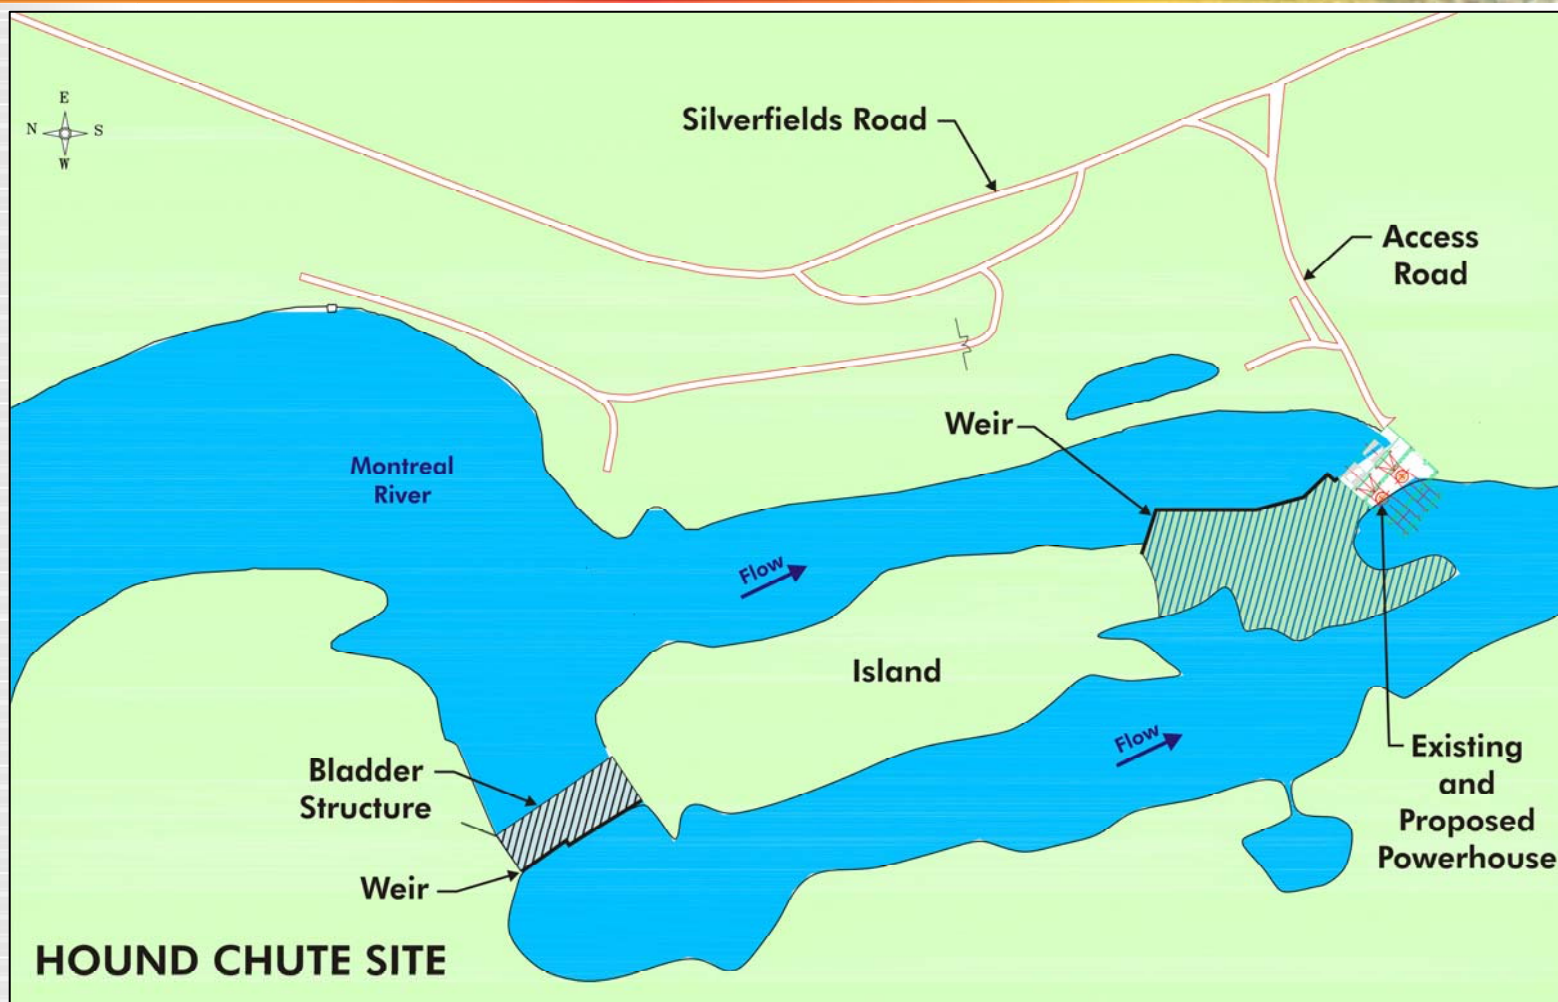 E
N S
W
Silverfields Road
Access
Road
Weir
Montreal
River
Flow
Island
Flow
Bladder
Structure
Existing
and
Proposed
Powerhouse
Weir
HOUND CHUTE SITE